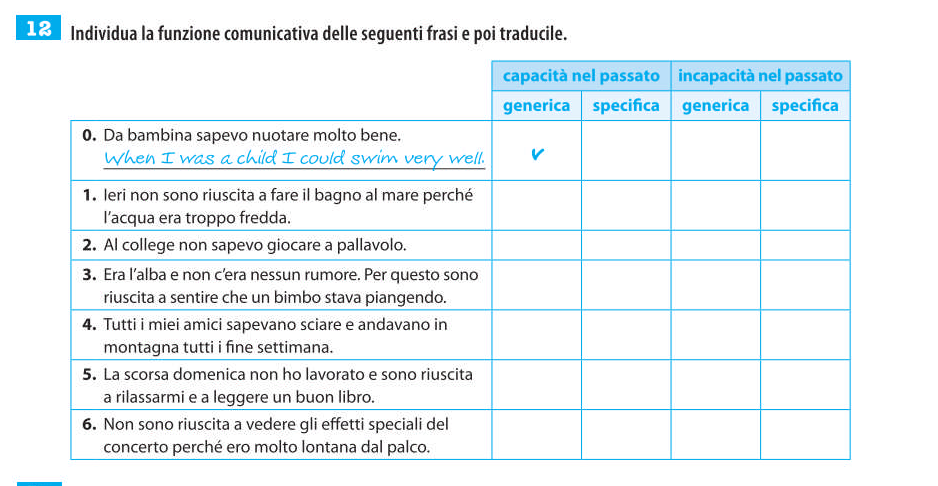 12 Individua la funzione comunicativa delle seguenti frasi e poi traducile.
capacità nel passato incapacità nel passato
generica specifica generica specifica
0. Da bambina sapevo nuotare molto bene.
When I was a child I could swim very well. ✔
1. Ieri non sono riuscita a fare il bagno al mare perché
l'acqua era troppo fredda.
2. Al college non sapevo giocare a pallavolo.
3. Era l'alba e non c'era nessun rumore. Per questo sono
riuscita a sentire che un bimbo stava piangendo.
4. Tutti i miei amici sapevano sciare e andavano in
montagna tutti i fine settimana.
5. La scorsa domenica non ho lavorato e sono riuscita
a rilassarmi e a leggere un buon libro.
6. Non sono riuscita a vedere gli effetti speciali del
concerto perché ero molto lontana dal palco.